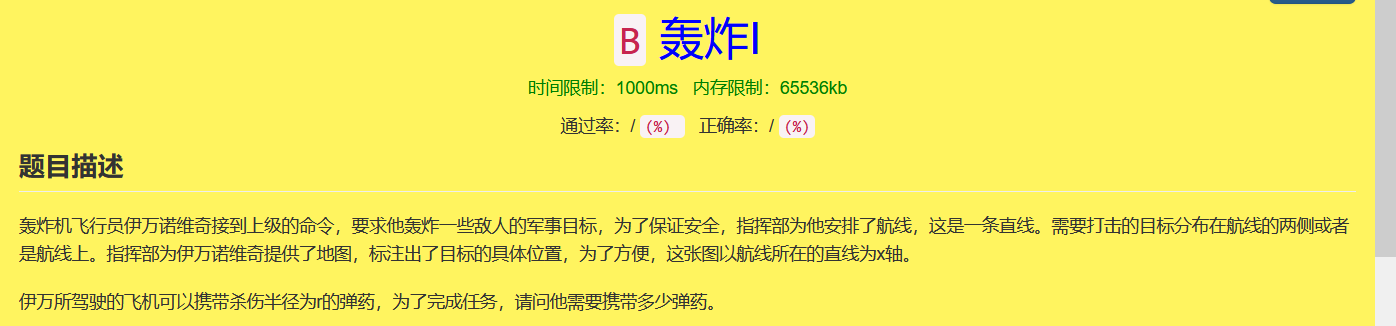 B 轰炸I
时间限制：1000ms 内存限制：65536kb
通过率：/ (%) 正确率：/ (%)
题目描述
轰炸机飞行员伊万诺维奇接到上级的命令，要求他轰炸一些敌人的军事目标，为了保证安全，指挥部为他安排了航线，这是一条直线。需要打击的目标分布在航线的两侧或者
是航线上。指挥部为伊万诺维奇提供了地图，标注出了目标的具体位置，为了方便，这张图以航线所在的直线为x轴。
伊万所驾驶的飞机可以携带杀伤半径为r的弹药，为了完成任务，请问他需要携带多少弹药。